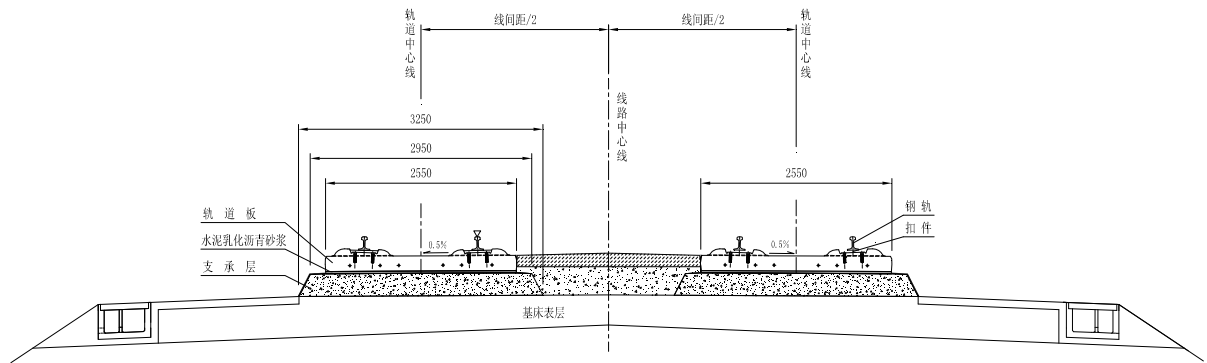 轨道中心线
线间距/2
线间距/2
轨道中心线
线路中心线
3250
2950
2550
2550
轨道板
水泥乳化沥青砂浆
支承层
0.5%
0.5%
钢轨
扣件
基床表层